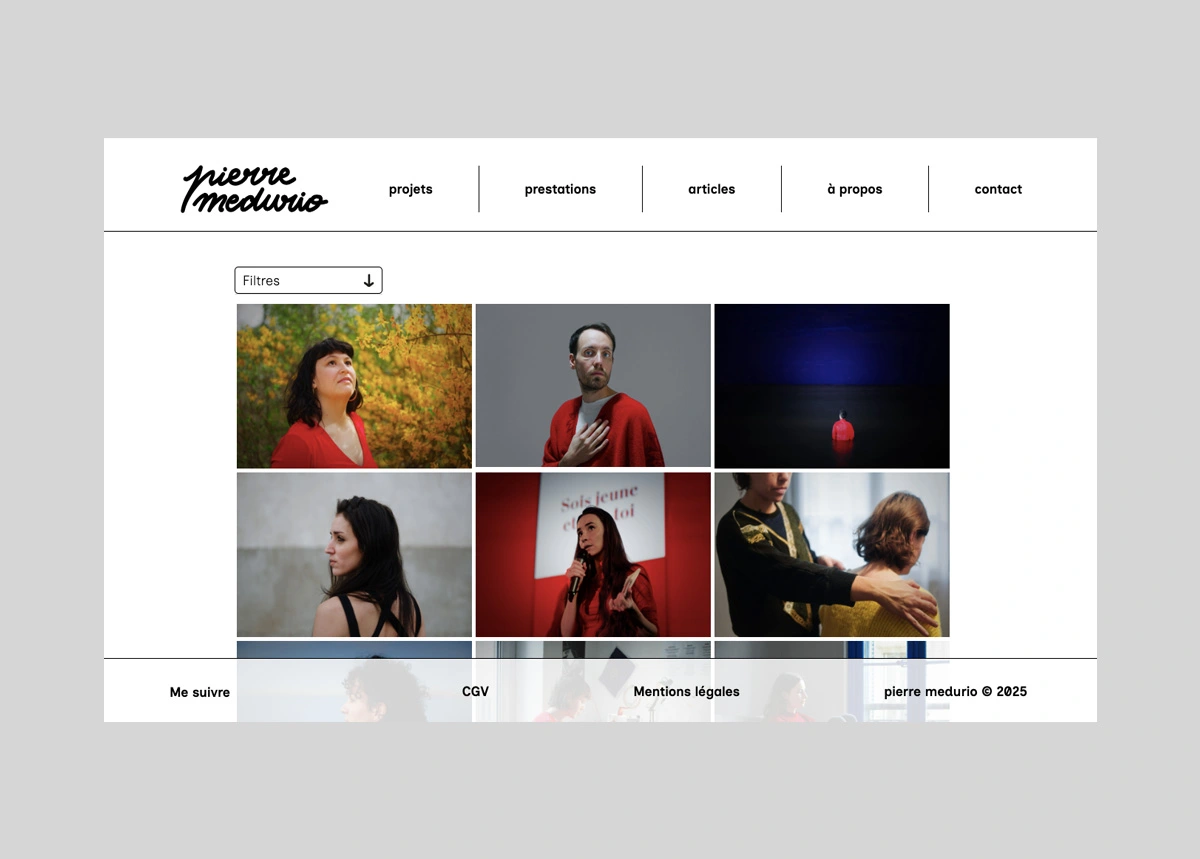 pierre
medurio
projets
prestations
articles
à propos
contact
Filtres
Sois jeune
et toi
Me suivre
CGV
Mentions légales
pierre medurio © 2025